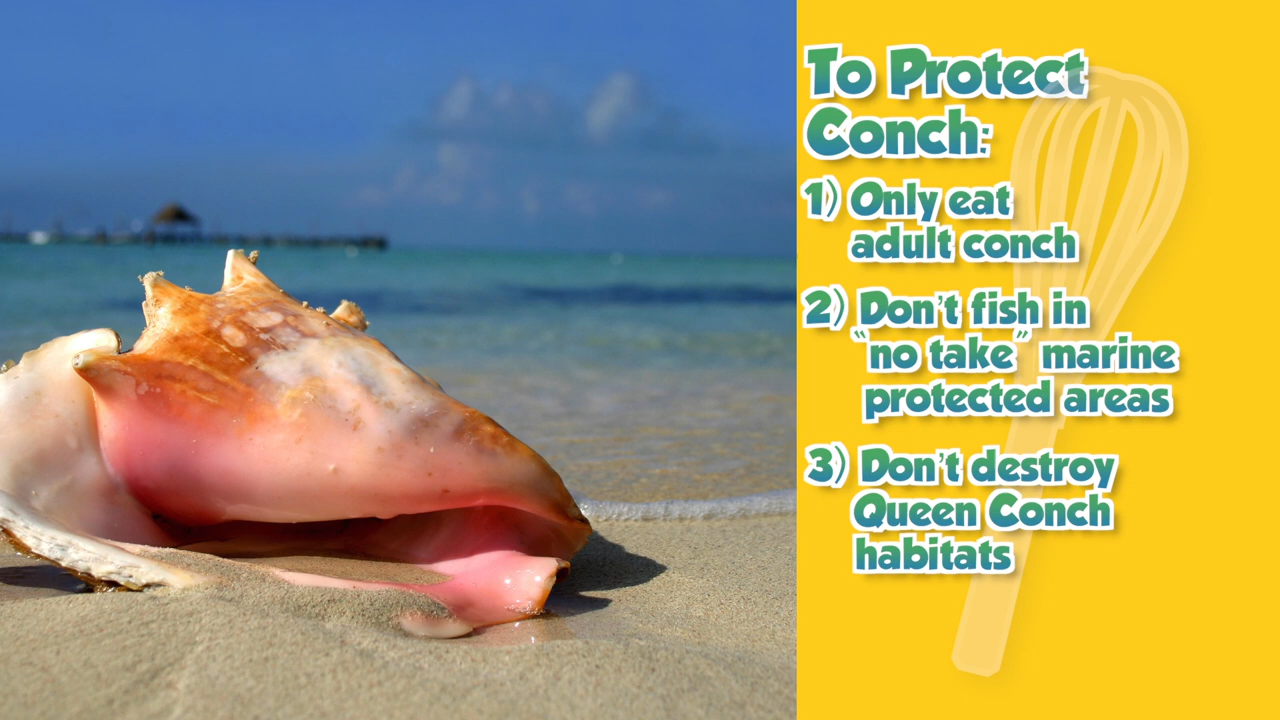 To Protect
Conch:
1) Only eat
adult conch
2) Don't fish in
"no take" marine
protected areas
3) Don't destroy
Queen Conch
habitats